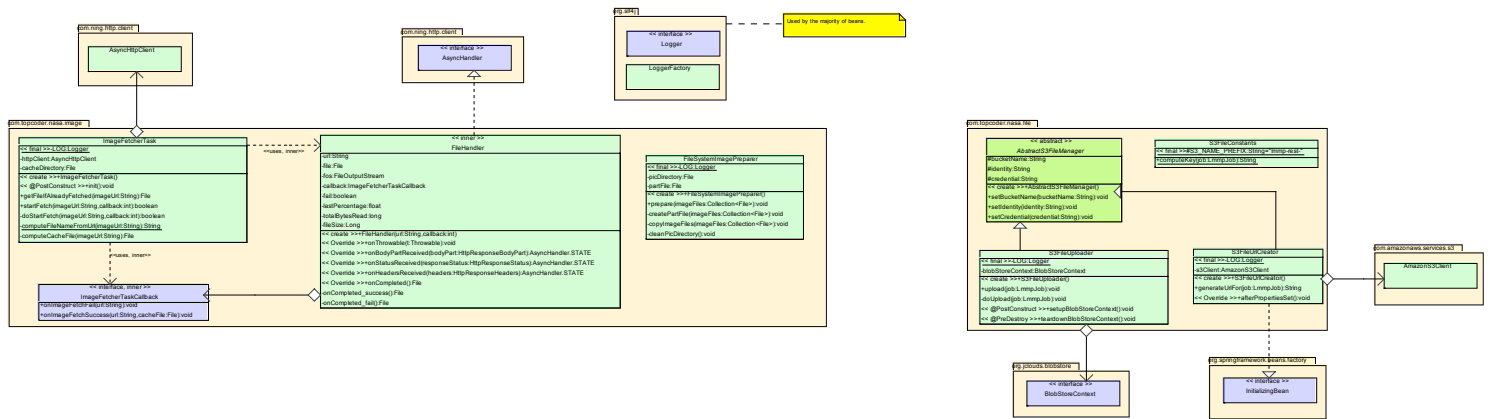 com.ning.http.client
AsyncHttpClient
com.ning.http.client
<< interface >>
AsyncHandler
org.slf4j
<< interface >>
Logger
LoggerFactory
Used by the majority of beans.
com.topcoder.nasa.image
ImageFetcherTask
<< final >>-LOG:Logger
-httpClient:AsyncHttpClient
-cacheDirectory:File
<< create >>+ImageFetcherTask()
<< @PostConstruct >>+init():void
+getFileIfAlreadyFetched(imageUrl:String):File
+startFetch(imageUrl:String,callback:int):boolean
-doStartFetch(imageUrl:String,callback:int):boolean
-computeFileNameFromUrl(imageUrl:String):String
-computeCacheFile(imageUrl:String):File
<<uses, inner>>
<<uses, inner>>
<< interface, inner >>
ImageFetcherTaskCallback
+onImageFetchFail(url:String):void
+onImageFetchSuccess(url:String,cacheFile:File):void
<< inner >>
FileHandler
-url:String
-file:File
-fos:FileOutputStream
-callback:ImageFetcherTaskCallback
-fail:boolean
-lastPercentage:float
-totalBytesRead:long
-fileSize:Long
<< create >>+FileHandler(url:String,callback:int)
<< Override >>+onThrowable(t:Throwable):void
<< Override >>+onBodyPartReceived(bodyPart:HttpResponseBodyPart):AsyncHandler.STATE
<< Override >>+onStatusReceived(responseStatus:HttpResponseStatus):AsyncHandler.STATE
<< Override >>+onHeadersReceived(headers:HttpResponseHeaders):AsyncHandler.STATE
<< Override >>+onCompleted():File
-onCompleted_success():File
-onCompleted_fail():File
FileSystemImagePreparer
<< final >>-LOG:Logger
-picDirectory:File
-partFile:File
<< create >>+FileSystemImagePreparer()
+prepare(imageFiles:Collection<File>):void
-createPartFile(imageFiles:Collection<File>):void
-copyImageFiles(imageFiles:Collection<File>):void
-cleanPicDirectory():void
com.topcoder.nasa.file
<< abstract >>
AbstractS3FileManager
#bucketName:String
#identity:String
#credential:String
<< create >>+AbstractS3FileManager()
+setBucketName(bucketName:String):void
+setIdentity(identity:String):void
+setCredential(credential:String):void
S3FileConstants
<< final >>#S3_NAME_PREFIX:String="lmmp-rest-"
+computeKey(job:LmmpJob):String
S3FileUploader
<< final >>-LOG:Logger
-blobStoreContext:BlobStoreContext
<< create >>+S3FileUploader()
+upload(job:LmmpJob):void
-doUpload(job:LmmpJob):void
<< @PostConstruct >>+setupBlobStoreContext():void
<< @PreDestroy >>+teardownBlobStoreContext():void
S3FileUrlCreator
<< final >>-LOG:Logger
-s3Client:AmazonS3Client
<< create >>+S3FileUrlCreator()
+generateUrlFor(job:LmmpJob):String
<< Override >>+afterPropertiesSet():void
com.amazonaws.services.s3
AmazonS3Client
org.jclouds.blobstore
<< interface >>
BlobStoreContext
org.springframework.beans.factory
<< interface >>
InitializingBean